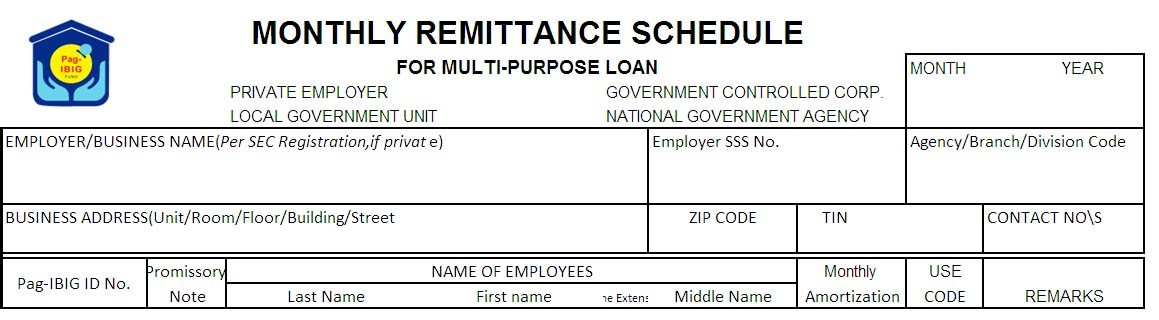 Pag-
IBIG
FUND
MONTHLY REMITTANCE SCHEDULE
FOR MULTI-PURPOSE LOAN
MONTH YEAR
PRIVATE EMPLOYER GOVERNMENT CONTROLLED CORP.
LOCAL GOVERNMENT UNIT NATIONAL GOVERNMENT AGENCY
EMPLOYER/BUSINESS NAME(Per SEC Registration,if privat e) Employer SSS No. Agency/Branch/Division Code
BUSINESS ADDRESS(Unit/Room/Floor/Building/Street ZIP CODE TIN CONTACT NO\S
Pag-IBIG ID No. Promissory Note NAME OF EMPLOYEES Monthly Amortization USE CODE REMARKS
Last Name First name ne Extens Middle Name